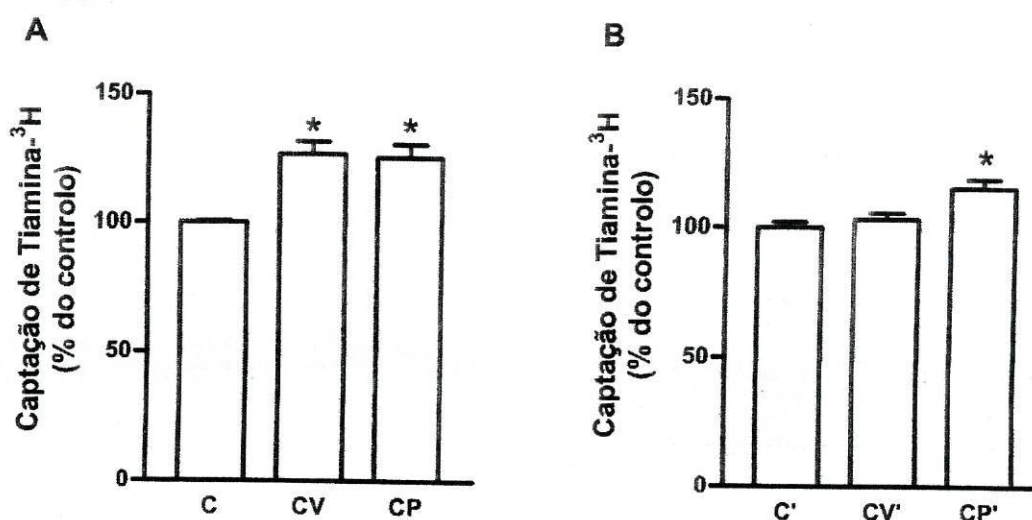 A
Captação de Tiamina-³H
(% do controlo)
150
100
50
0
*
*
C CV CP
B
Captação de Tiamina-³H
(% do controlo)
150
100
50
0
*
C' CV' CP'